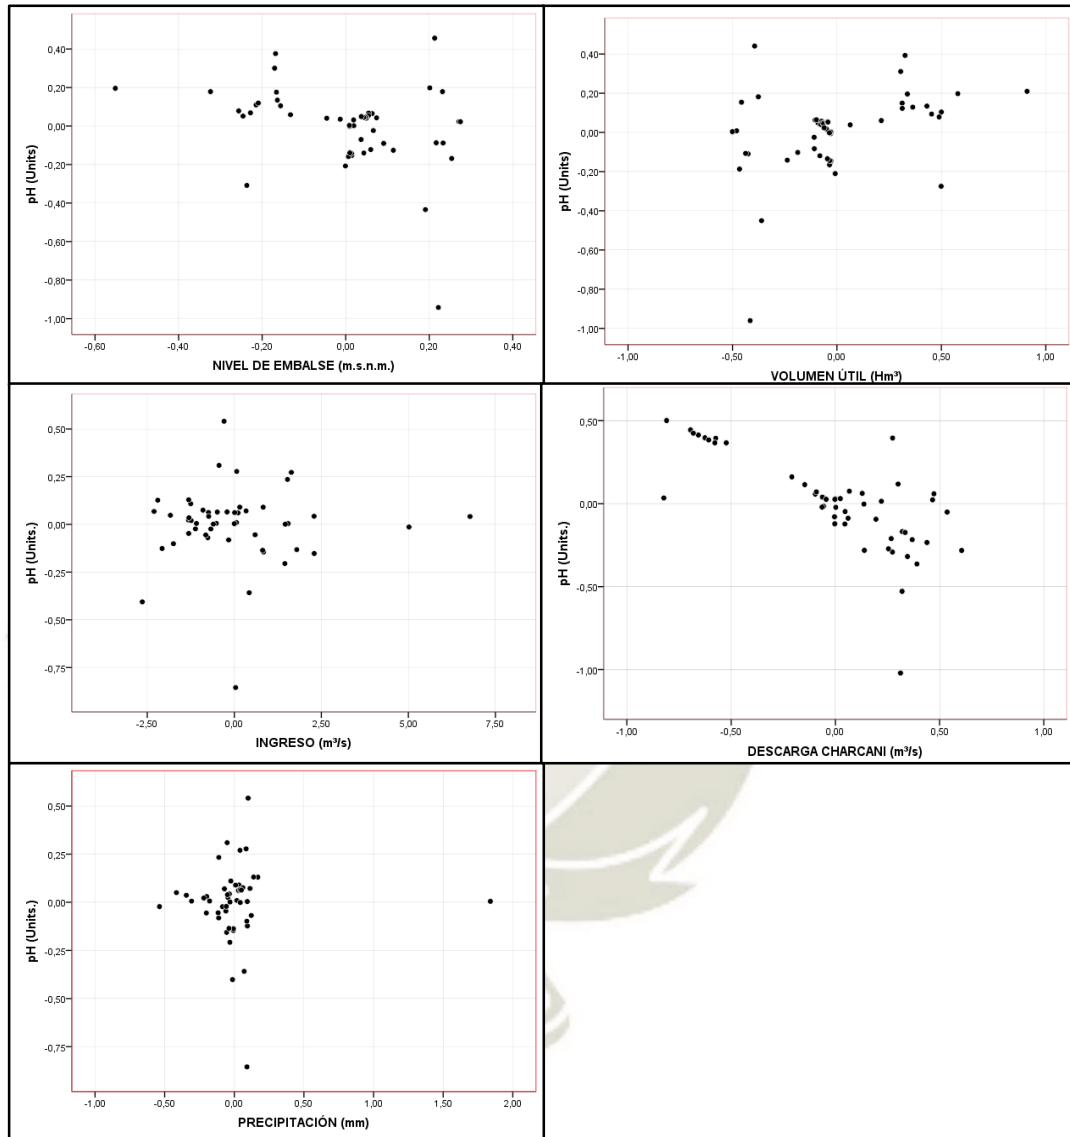 pH (Units)
0,40
0,20
0,00
-0,20
-0,40
-0,60
-0,80
-1,00
-0,60 -0,40 -0,20 0,00 0,20 0,40
NIVEL DE EMBALSE (m.s.n.m.)
pH (Units)
0,40
0,20
0,00
-0,20
-0,40
-0,60
-0,80
-1,00
-1,00 -0,50 0,00 0,50 1,00
VOLUMEN ÚTIL (Hm³)
pH (Units.)
0,50
0,25
0,00
-0,25
-0,50
-0,75
-2,50 0,00 2,50 5,00 7,50
INGRESO (m³/s)
pH (Units.)
0,50
0,00
-0,50
-1,00
-1,00 -0,50 0,00 0,50 1,00
DESCARGA CHARCANI (m³/s)
pH (Units.)
0,50
0,25
0,00
-0,25
-0,50
-0,75
-1,00 -0,50 0,00 0,50 1,00 1,50 2,00
PRECIPITACIÓN (mm)